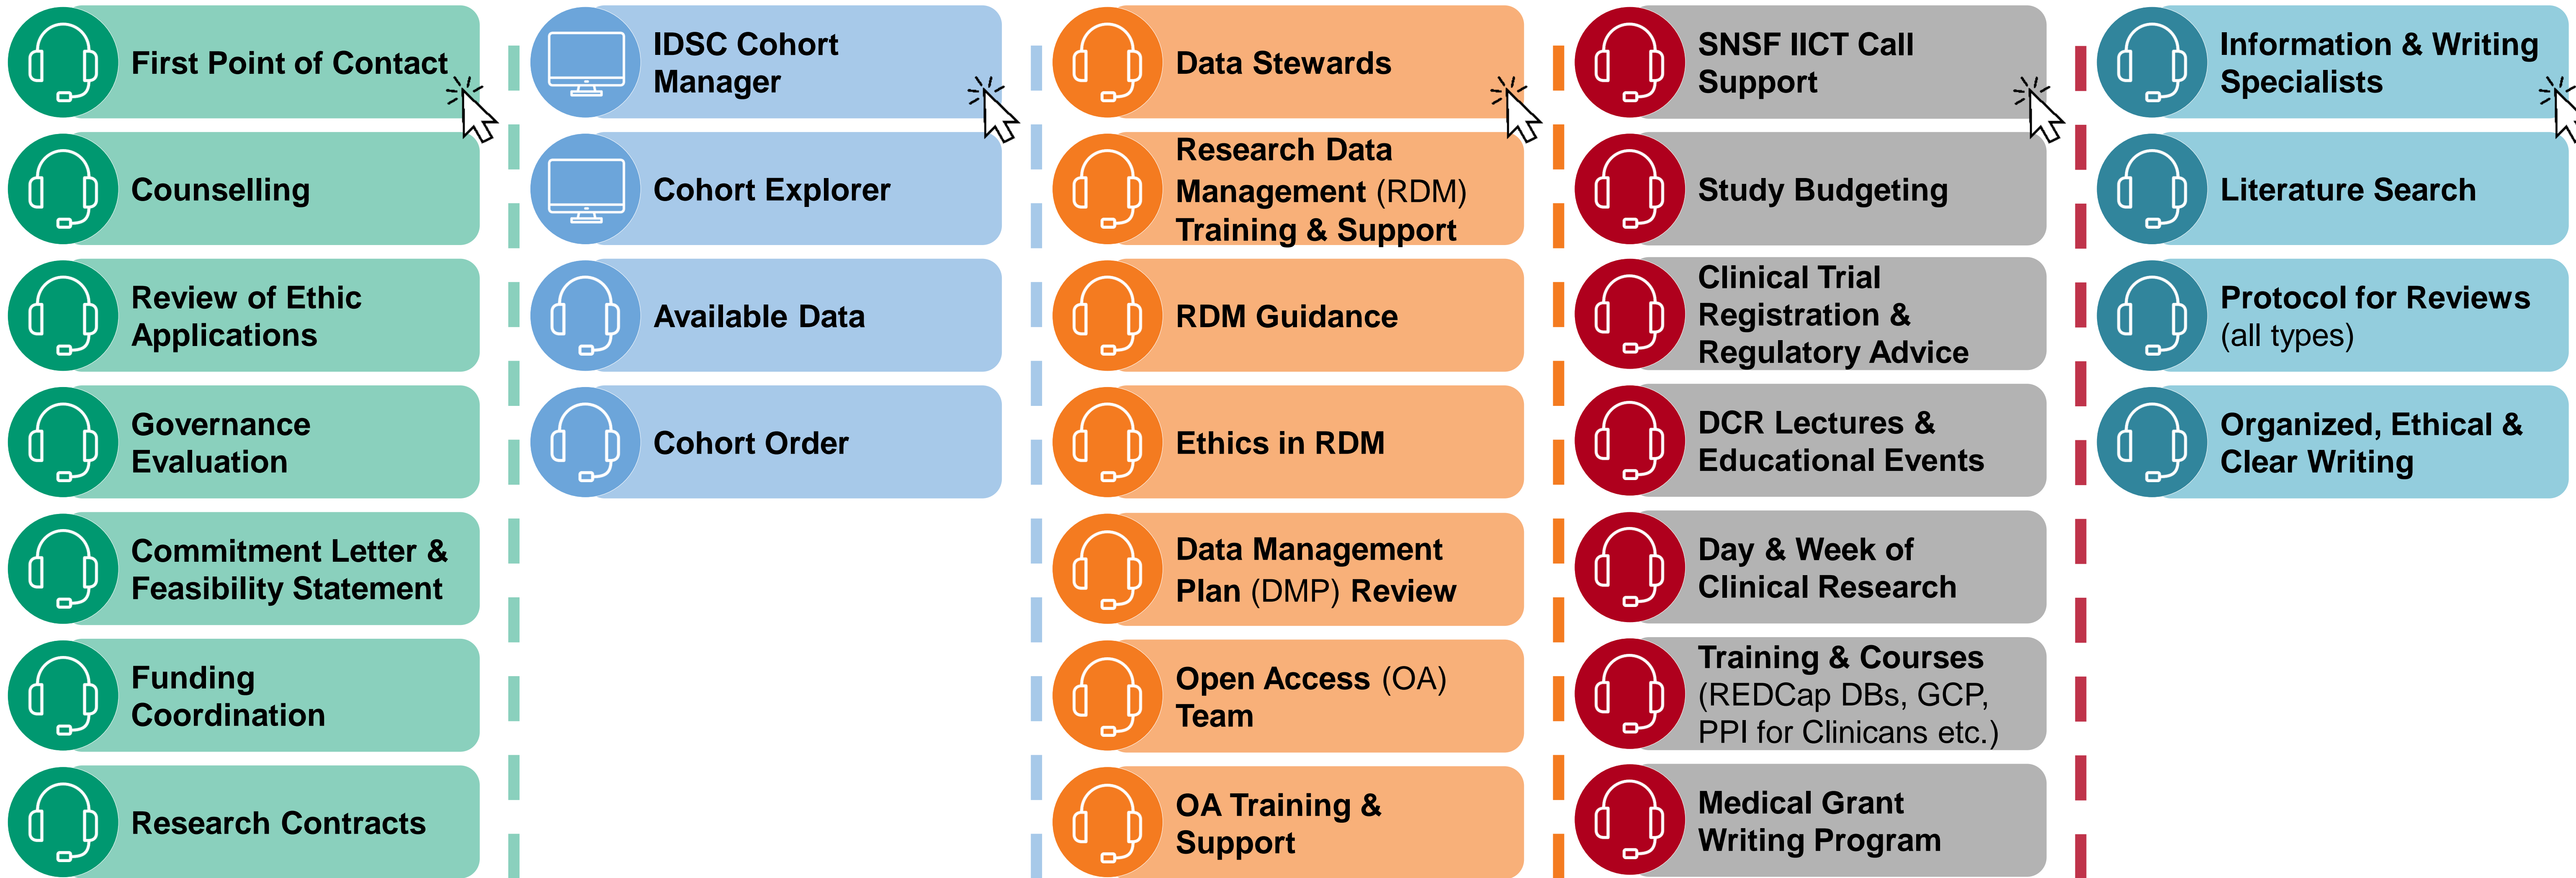 First Point of Contact
Counselling
Review of Ethic
Applications
Governance
Evaluation
Commitment Letter &
Feasibility Statement
Funding
Coordination
Research Contracts
IDSC Cohort
Manager
Cohort Explorer
Available Data
Cohort Order
Data Stewards
Research Data
Management (RDM)
Training & Support
RDM Guidance
Ethics in RDM
Data Management
Plan (DMP) Review
Open Access (OA)
Team
OA Training &
Support
SNSF IICT Call
Support
Study Budgeting
Clinical Trial
Registration &
Regulatory Advice
DCR Lectures &
Educational Events
Day & Week of
Clinical Research
Training & Courses
(REDCap DBs, GCP,
PPI for Clinicans etc.)
Medical Grant
Writing Program
Information & Writing
Specialists
Literature Search
Protocol for Reviews
(all types)
Organized, Ethical &
Clear Writing